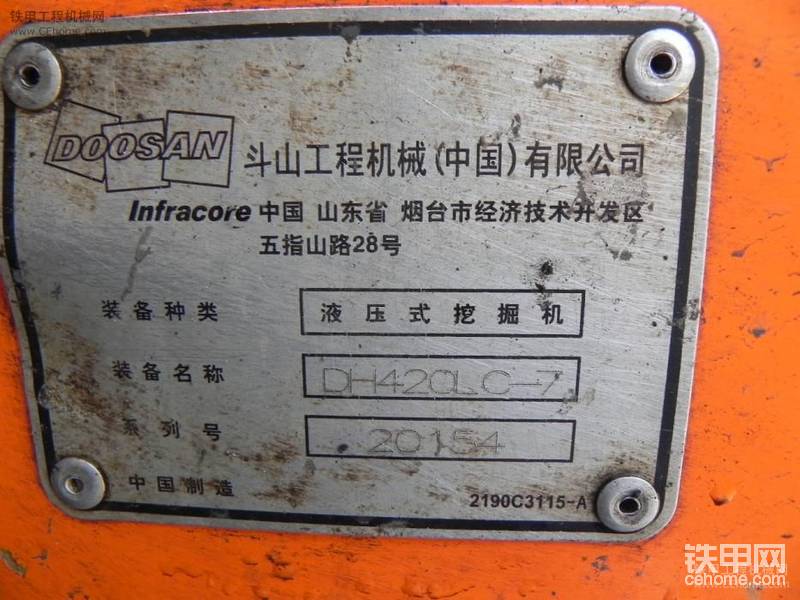 铁甲工程机械网
www.CEhome.com
DOOSAN
斗山工程机械(中国)有限公司
Infracore 中国 山东省 烟台市经济技术开发区
五指山路28号
装备种类 液压式挖掘机
装备名称 DH420LC-7
系列号 20154
中国制造
2190C3115-A
铁甲网
cehome.com